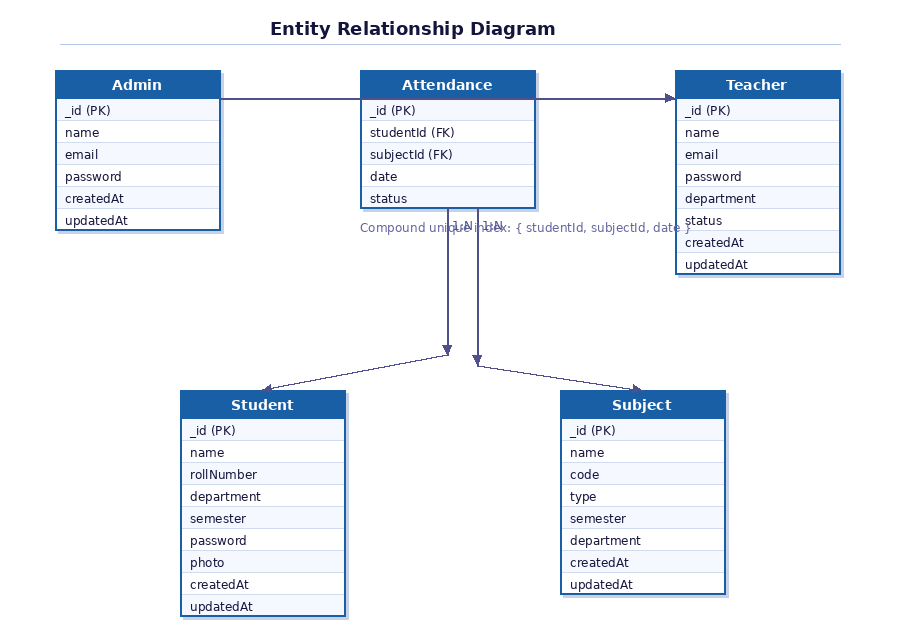 Entity Relationship Diagram
Admin
_id (PK)
name
email
password
createdAt
updatedAt
Attendance
_id (PK)
studentId (FK)
subjectId (FK)
date
status
Teacher
_id (PK)
name
email
password
department
status
createdAt
updatedAt
1:N
1:N
Compound unique index: { studentId, subjectId, date }
Student
_id (PK)
name
rollNumber
department
semester
password
photo
createdAt
updatedAt
Subject
_id (PK)
name
code
type
semester
department
createdAt
updatedAt